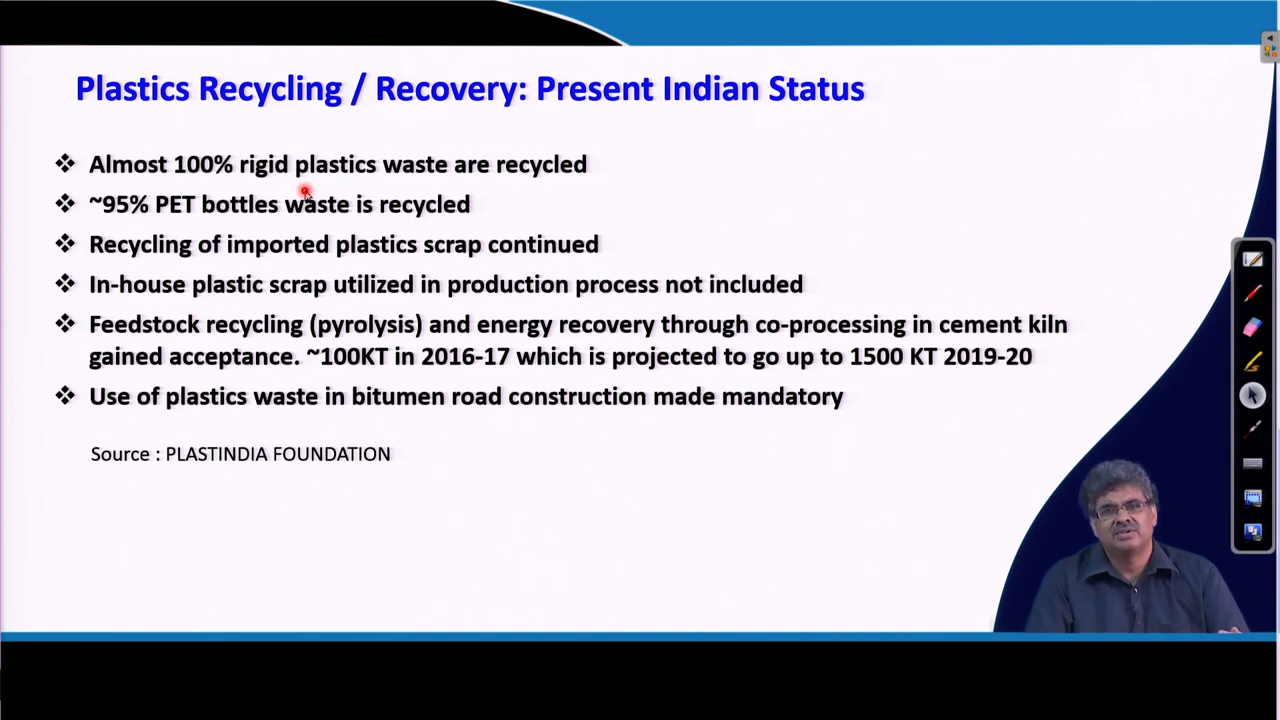 Plastics Recycling / Recovery: Present Indian Status
❖ Almost 100% rigid plastics waste are recycled
❖ ~95% PET bottles waste is recycled
❖ Recycling of imported plastics scrap continued
❖ In-house plastic scrap utilized in production process not included
❖ Feedstock recycling (pyrolysis) and energy recovery through co-processing in cement kiln
gained acceptance. ~100KT in 2016-17 which is projected to go up to 1500 KT 2019-20
❖ Use of plastics waste in bitumen road construction made mandatory
Source : PLASTINDIA FOUNDATION